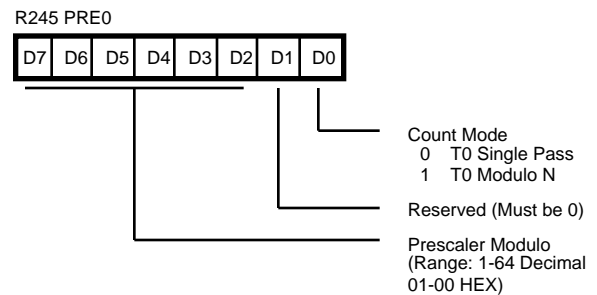 R245 PRE0
D7 D6 D5 D4 D3 D2 D1 D0
Count Mode
0 T0 Single Pass
1 T0 Modulo N
Reserved (Must be 0)
Prescaler Modulo
(Range: 1-64 Decimal
01-00 HEX)